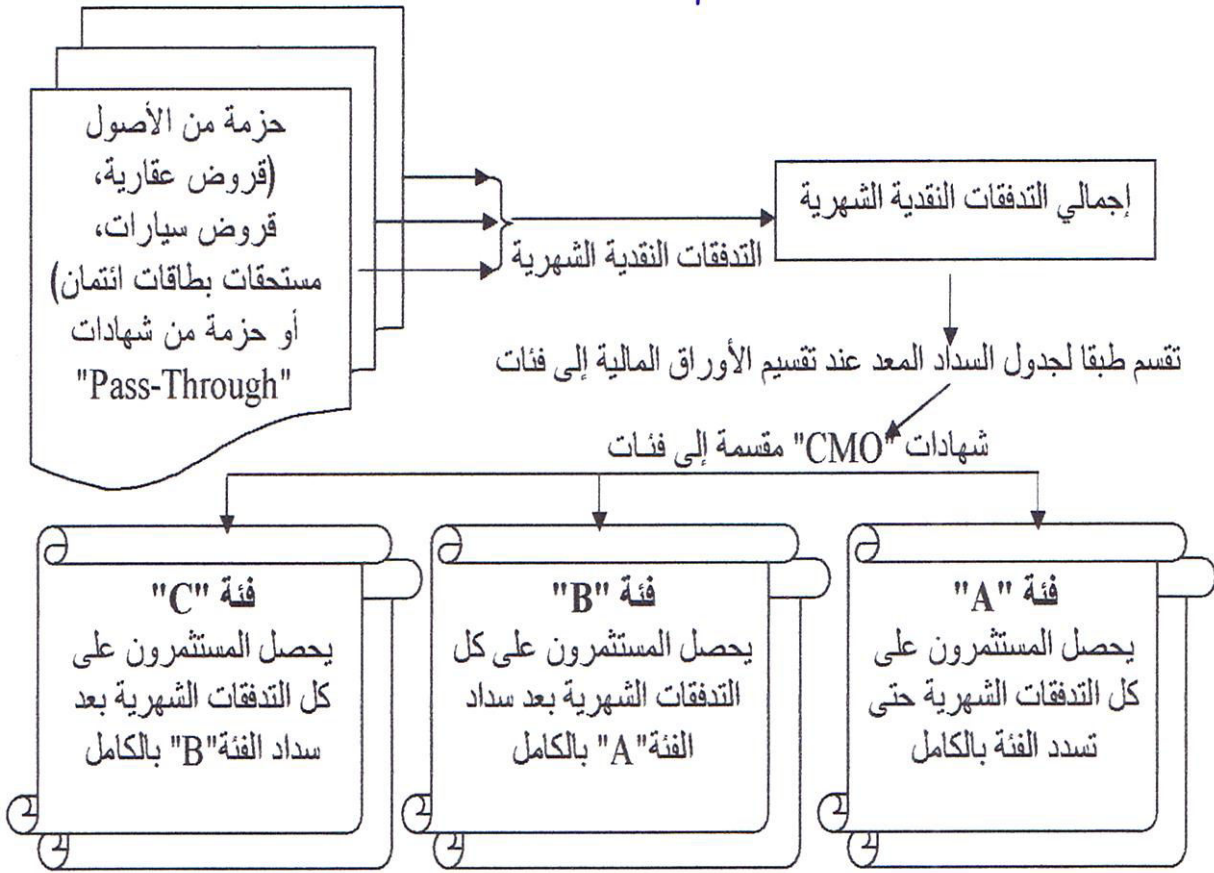 حزمة من الأصول
(قروض عقارية،
قروض سيارات،
مستحقات بطاقات ائتمان)
أو حزمة من شهادات
"Pass-Through"
التدفقات النقدية الشهرية
إجمالي التدفقات النقدية الشهرية
تقسم طبقا لجدول السداد المعد عند تقسيم الأوراق المالية إلى فئات
شهادات "CMO" مقسمة إلى فئات
فئة "A"
يحصل المستثمرون على
كل التدفقات الشهرية حتى
تسدد الفئة بالكامل
فئة "B"
يحصل المستثمرون على كل
التدفقات الشهرية بعد سداد
الفئة"A" بالكامل
فئة "C"
يحصل المستثمرون على
كل التدفقات الشهرية بعد
سداد الفئة"B" بالكامل